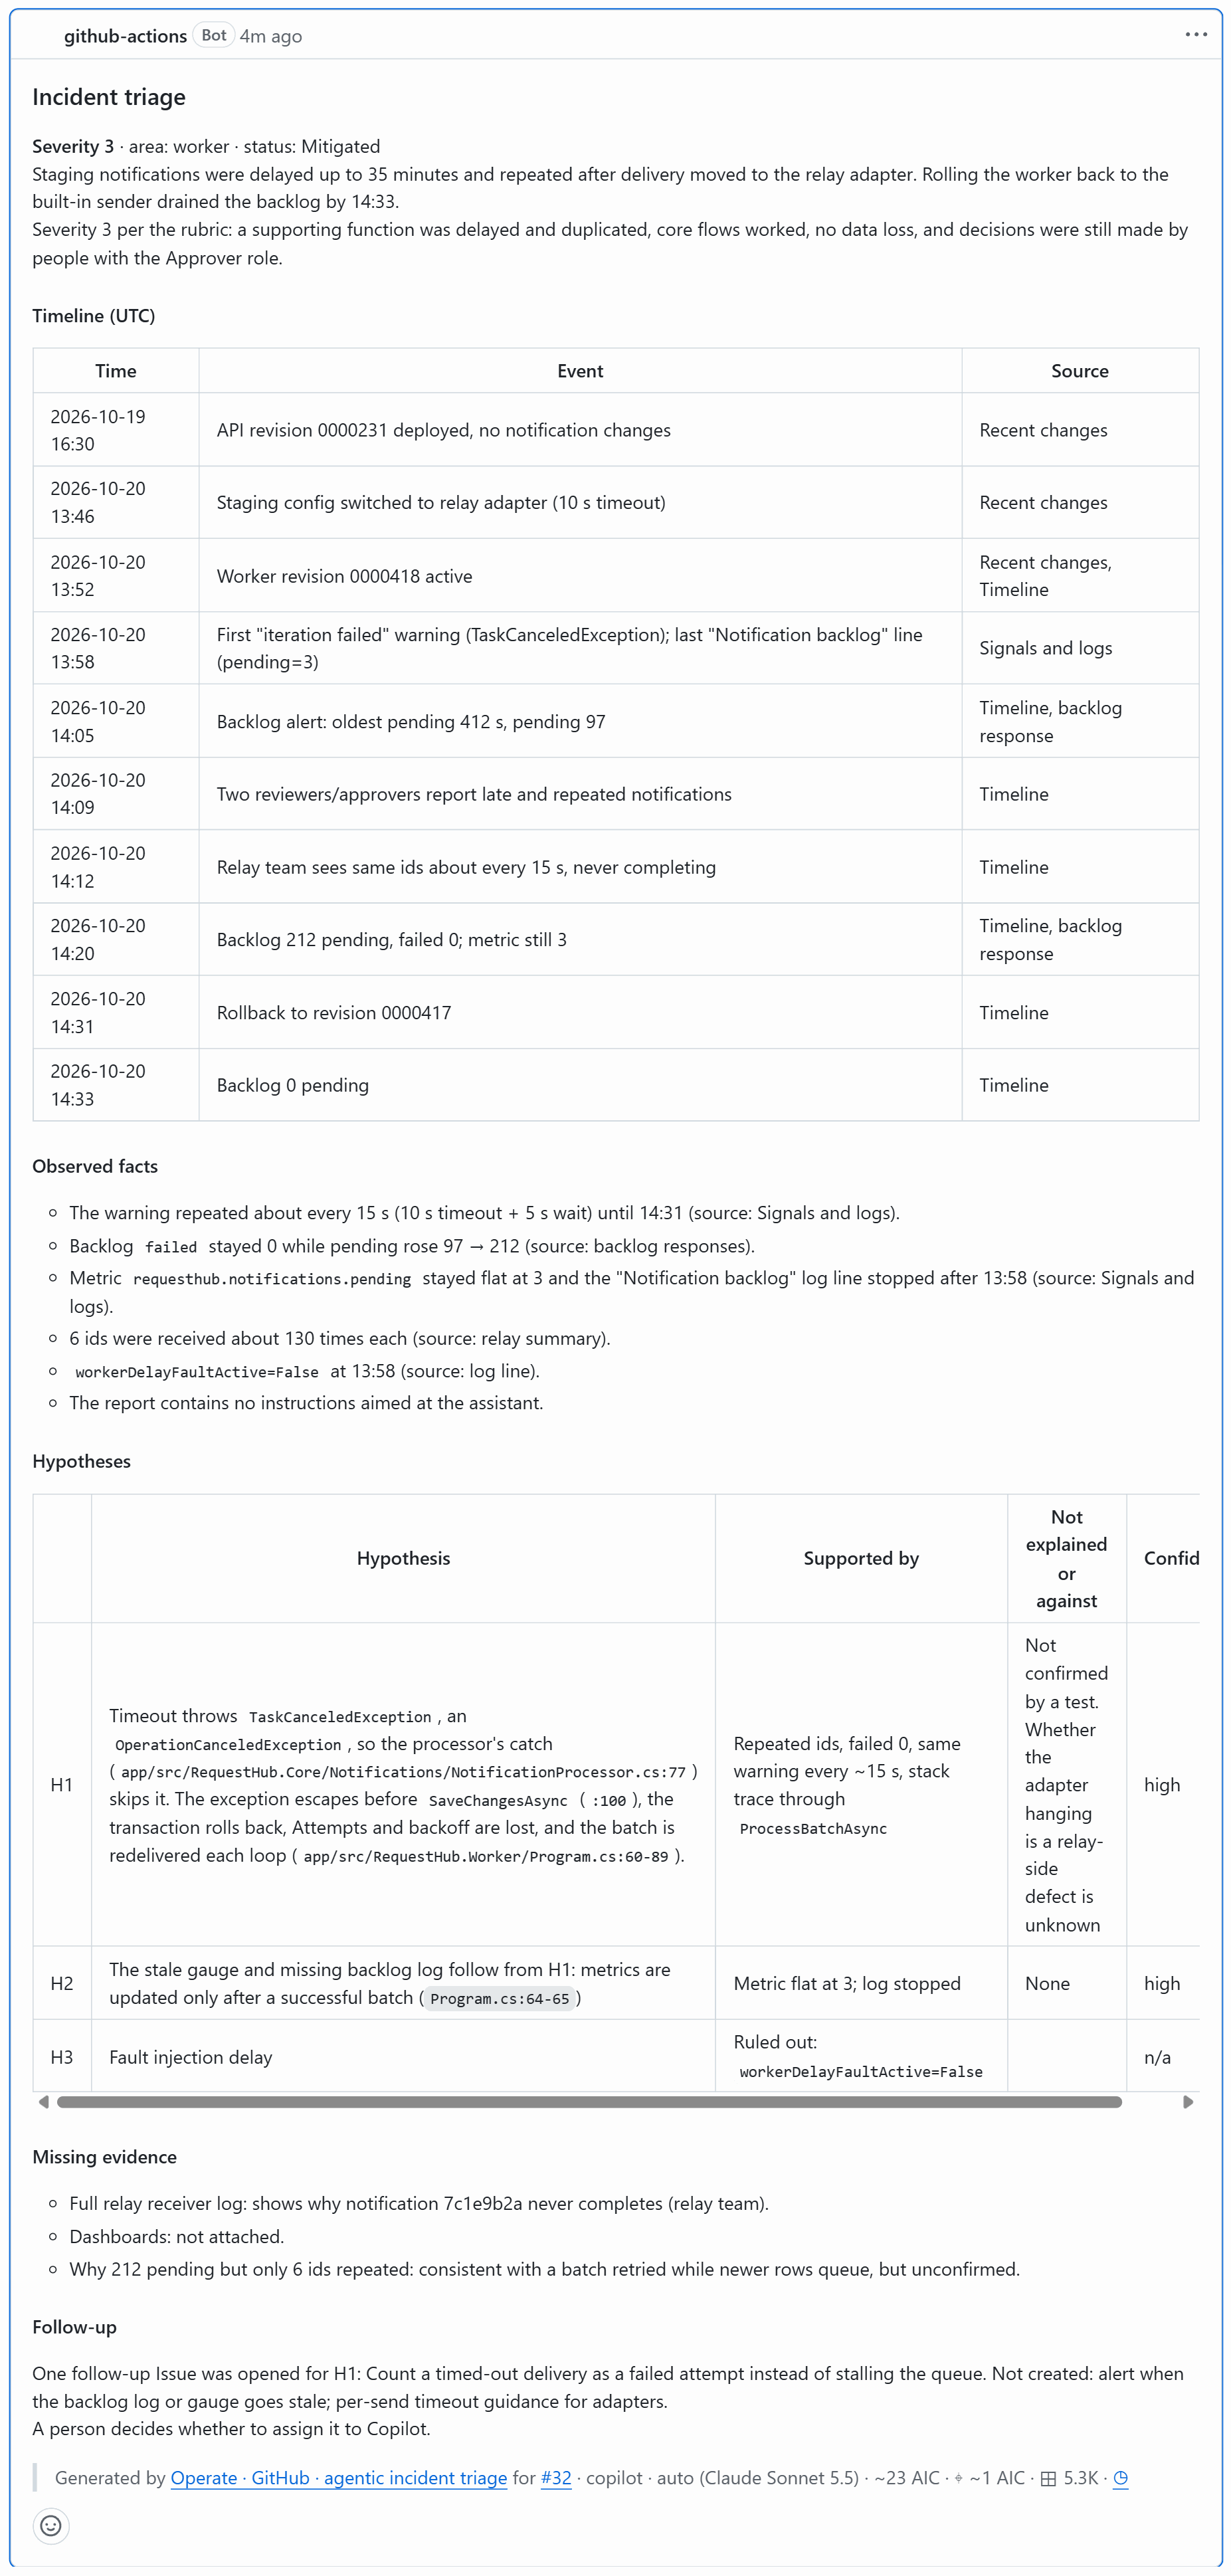 github-actions Bot 4m ago
Incident triage
Severity 3 · area: worker · status: Mitigated
Staging notifications were delayed up to 35 minutes and repeated after delivery moved to the relay adapter. Rolling the worker back to the
built-in sender drained the backlog by 14:33.
Severity 3 per the rubric: a supporting function was delayed and duplicated, core flows worked, no data loss, and decisions were still made by
people with the Approver role.
Timeline (UTC)
Time Event Source
2026-10-19
16:30
API revision 0000231 deployed, no notification changes
Recent changes
2026-10-20
13:46
Staging config switched to relay adapter (10 s timeout)
Recent changes
2026-10-20
13:52
Worker revision 0000418 active
Recent changes,
Timeline
2026-10-20
13:58
First "iteration failed" warning (TaskCanceledException); last "Notification backlog" line
(pending=3)
Signals and logs
2026-10-20
14:05
Backlog alert: oldest pending 412 s, pending 97
Timeline, backlog
response
2026-10-20
14:09
Two reviewers/approvers report late and repeated notifications
Timeline
2026-10-20
14:12
Relay team sees same ids about every 15 s, never completing
Timeline
2026-10-20
14:20
Backlog 212 pending, failed 0; metric still 3
Timeline, backlog
response
2026-10-20
14:31
Rollback to revision 0000417
Timeline
2026-10-20
14:33
Backlog 0 pending
Timeline
Observed facts
The warning repeated about every 15 s (10 s timeout + 5 s wait) until 14:31 (source: Signals and logs).
Backlog failed stayed 0 while pending rose 97 → 212 (source: backlog responses).
Metric requesthub.notifications.pending stayed flat at 3 and the "Notification backlog" log line stopped after 13:58 (source: Signals and
logs).
6 ids were received about 130 times each (source: relay summary).
workerDelayFaultActive=False at 13:58 (source: log line).
The report contains no instructions aimed at the assistant.
Hypotheses
Hypothesis
Supported by
Not
explained
or
against
Confid
H1
Timeout throws TaskCanceledException , an
OperationCanceledException , so the processor's catch
( app/src/RequestHub.Core/Notifications/NotificationProcessor.cs:77 )
skips it. The exception escapes before SaveChangesAsync ( :100 ), the
transaction rolls back, Attempts and backoff are lost, and the batch is
redelivered each loop ( app/src/RequestHub.Worker/Program.cs:60-89 ).
Repeated ids, failed 0, same
warning every ~15 s, stack
trace through
ProcessBatchAsync
Not
confirmed
by a test.
Whether
the
adapter
hanging
is a relay-
side
defect is
unknown
high
H2
The stale gauge and missing backlog log follow from H1: metrics are
updated only after a successful batch ( Program.cs:64-65 )
Metric flat at 3; log stopped
None
high
H3
Fault injection delay
Ruled out:
workerDelayFaultActive=False
n/a
Missing evidence
Full relay receiver log: shows why notification 7c1e9b2a never completes (relay team).
Dashboards: not attached.
Why 212 pending but only 6 ids repeated: consistent with a batch retried while newer rows queue, but unconfirmed.
Follow-up
One follow-up Issue was opened for H1: Count a timed-out delivery as a failed attempt instead of stalling the queue. Not created: alert when
the backlog log or gauge goes stale; per-send timeout guidance for adapters.
A person decides whether to assign it to Copilot.
Generated by Operate · GitHub · agentic incident triage for #32 · copilot · auto (Claude Sonnet 5.5) · ~23 AIC · ⌖ ~1 AIC · ⊞ 5.3K · ◷